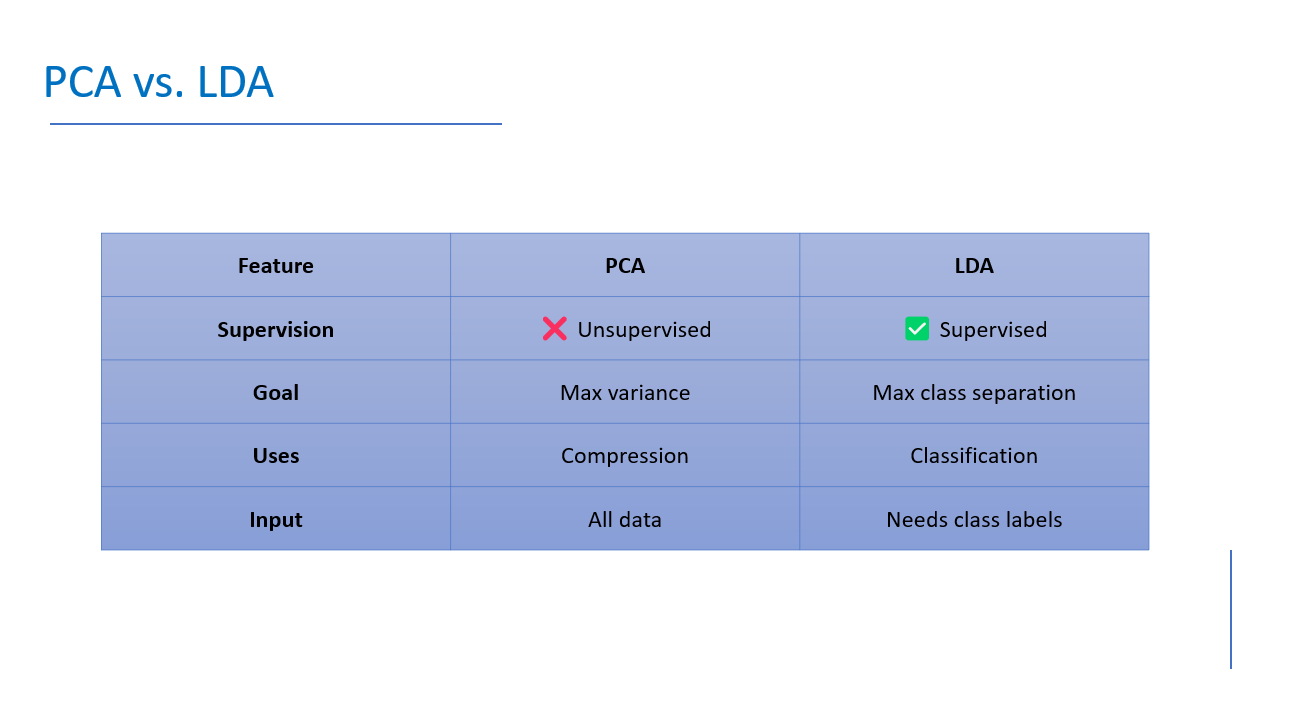 PCA vs. LDA
Feature PCA LDA
Supervision ❌ Unsupervised ✅ Supervised
Goal Max variance Max class separation
Uses Compression Classification
Input All data Needs class labels